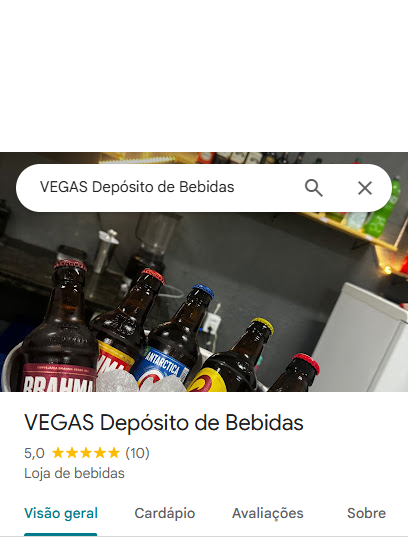 VEGAS Depósito de Bebidas
BRAHMA
ANTARCTICA
VEGAS Depósito de Bebidas
5,0 ★★★★★ (10)
Loja de bebidas
Visão geral Cardápio Avaliações Sobre